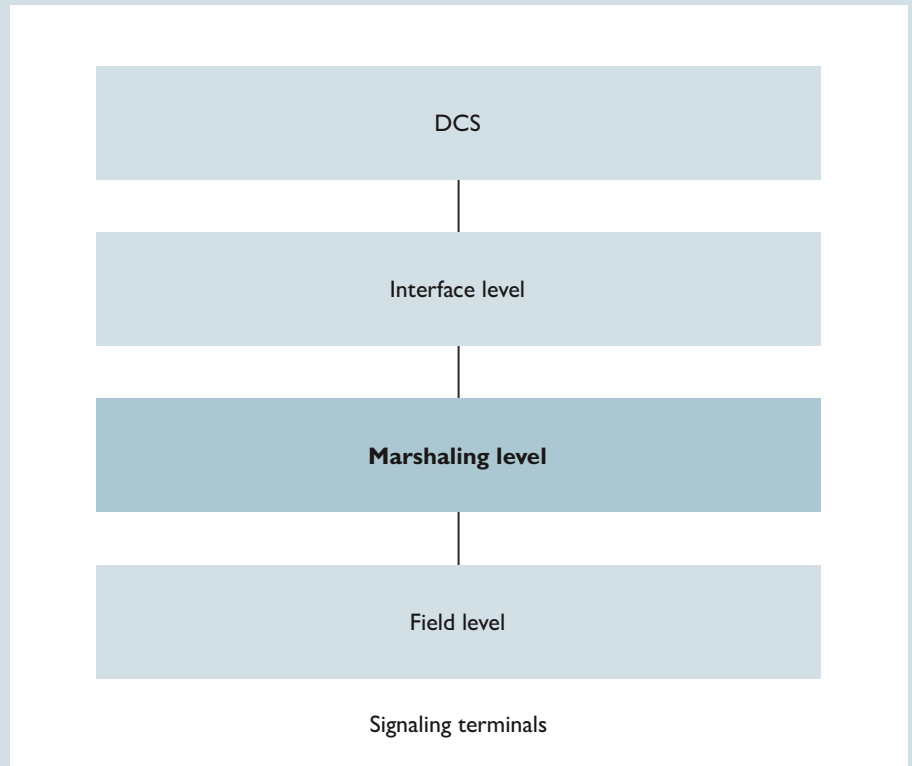 DCS
Interface level
Marshaling level
Field level
Signaling terminals